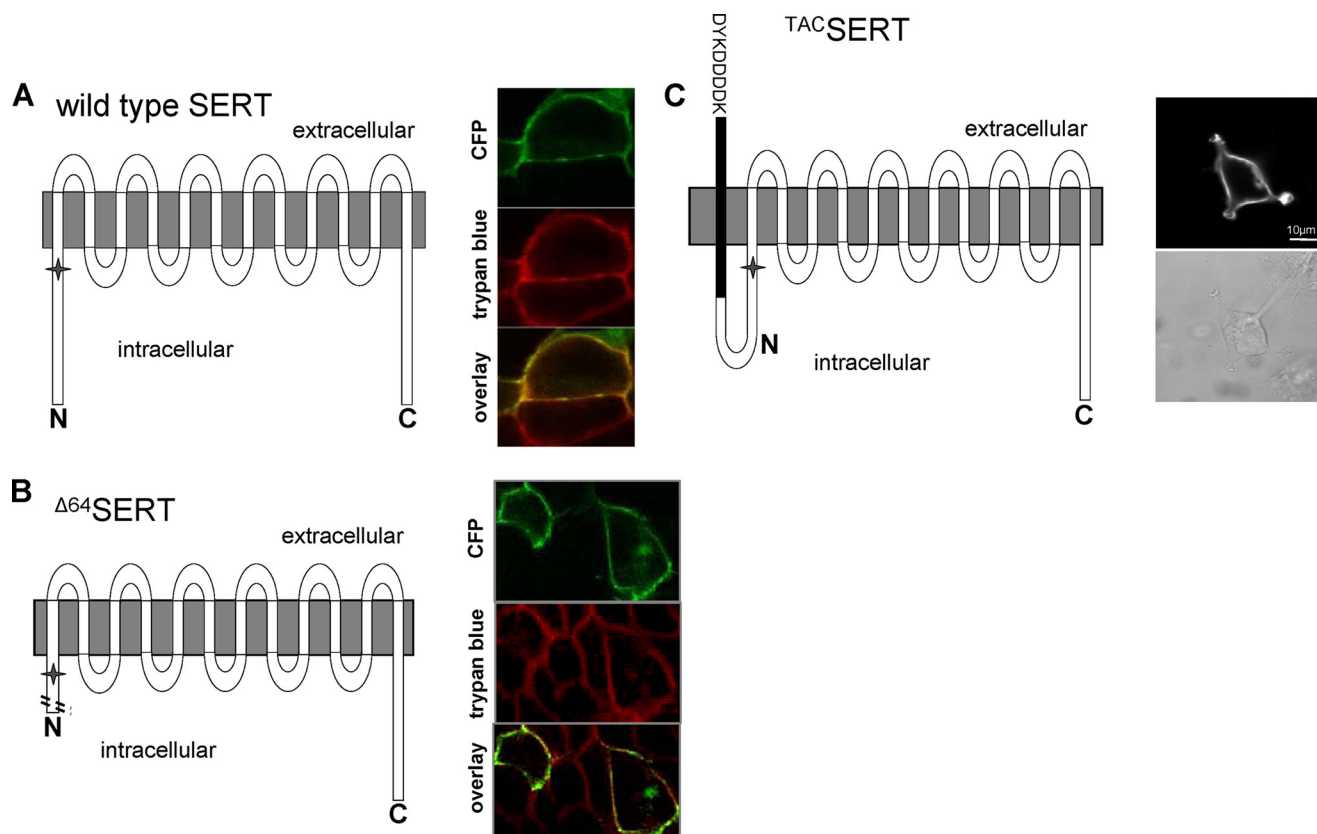 A
wild type SERT
extracellular
intracellular
N
C
CFP
trypan blue
overlay
B
Δ64SERT
extracellular
intracellular
N
C
CFP
trypan blue
overlay
C
DYKDDDDDK
TACSERT
extracellular
N
intracellular
C
10µm